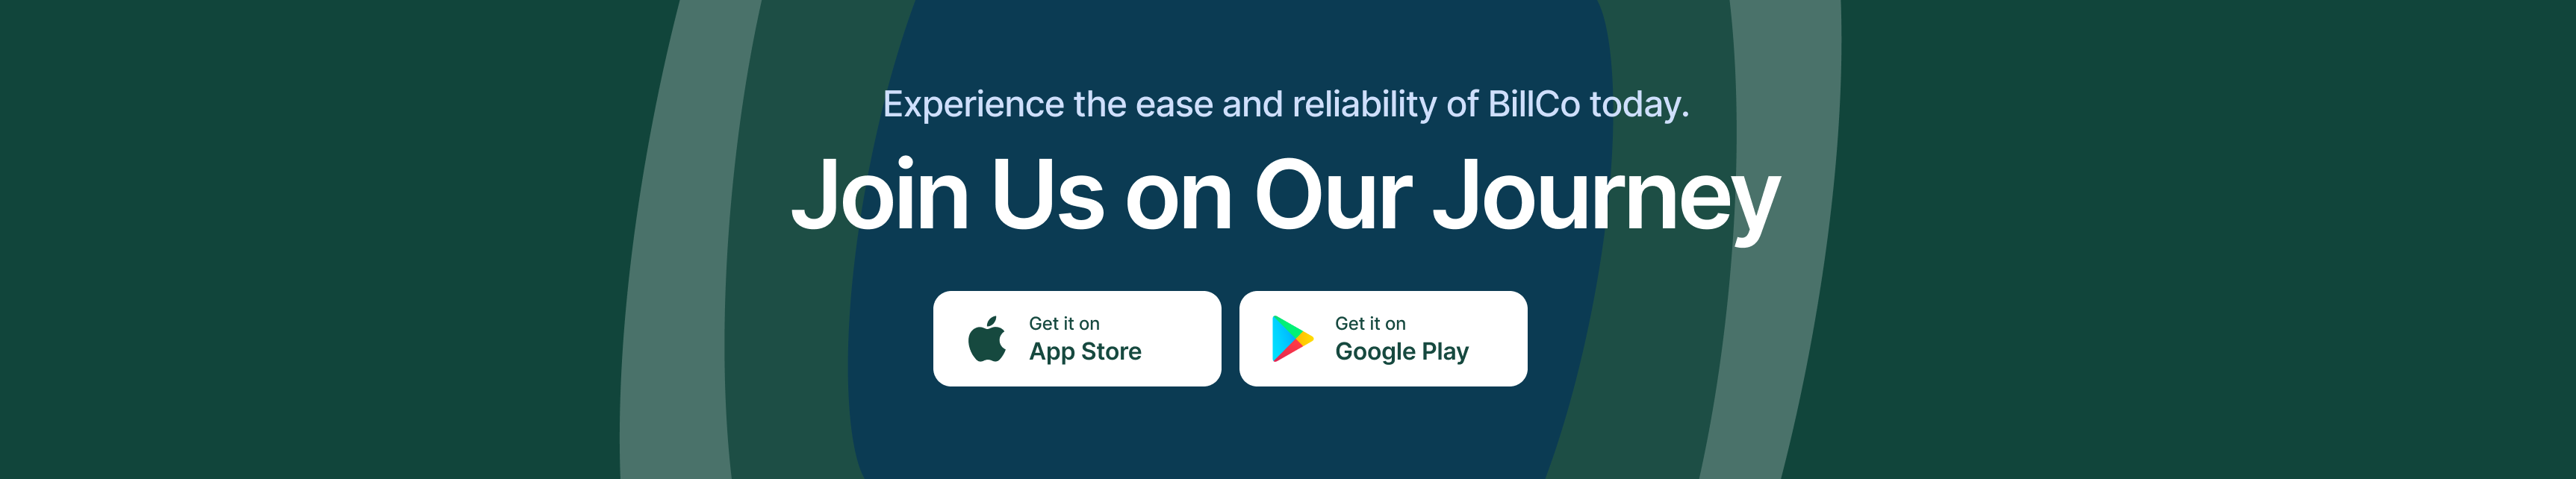 Experience the ease and reliability of BillCo today.
Join Us on Our Journey
Get it on
App Store
Get it on
Google Play